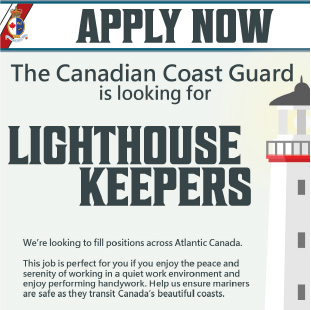 APPLY NOW
The Canadian Coast Guard
is looking for
LIGHTHOUSE
KEEPERS
We're looking to fill positions across Atlantic Canada.
This job is perfect for you if you enjoy the peace and
serenity of working in a quiet work environment and
enjoy performing handywork. Help us ensure mariners
are safe as they transit Canada's beautiful coasts.